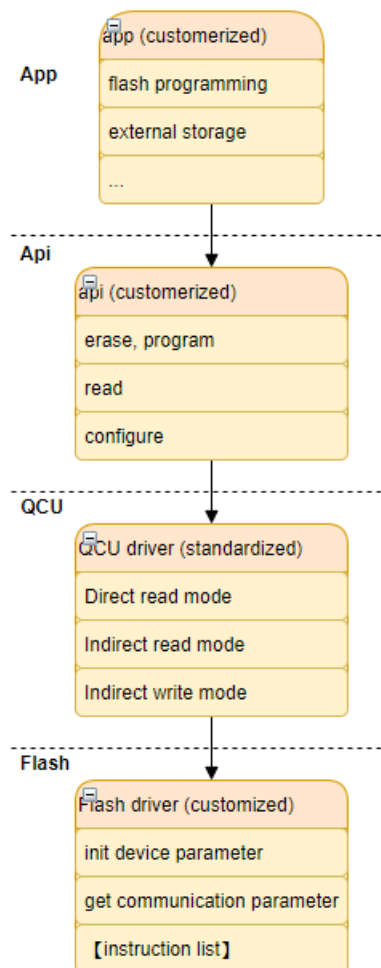 app (customerized)
App
flash programming
external storage
...
Api
api (customerized)
erase, program
read
configure
QCU
QCU driver (standardized)
Direct read mode
Indirect read mode
Indirect write mode
Flash
Flash driver (customized)
init device parameter
get communication parameter
【instruction list】